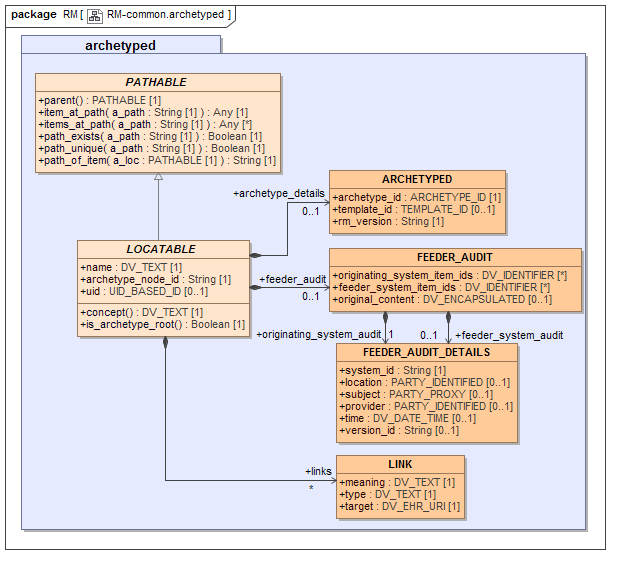 package RM [ RM-common.archetyped ]
archetyped
PATHABLE
+parent() : PATHABLE [1]
+item_at_path( a_path : String [1] ) : Any [1]
+items_at_path( a_path : String [1] ) : Any [*]
+path_exists( a_path : String [1] ) : Boolean [1]
+path_unique( a_path : String [1] ) : Boolean [1]
+path_of_item( a_loc : PATHABLE [1] ) : String [1]
+archetype_details
0..1
ARCHETYPED
+archetype_id : ARCHETYPE_ID [1]
+template_id : TEMPLATE_ID [0..1]
+rm_version : String [1]
LOCATABLE
+name : DV_TEXT [1]
+archetype_node_id : String [1]
+uid : UID_BASED_ID [0..1]
+concept() : DV_TEXT [1]
+is_archetype_root() : Boolean [1]
+feeder_audit
0..1
FEEDER_AUDIT
+originating_system_item_ids : DV_IDENTIFIER [*]
+feeder_system_item_ids : DV_IDENTIFIER [*]
+original_content : DV_ENCAPSULATED [0..1]
+originating_system_audit 1
0..1 +feeder_system_audit
FEEDER_AUDIT_DETAILS
+system_id : String [1]
+location : PARTY_IDENTIFIED [0..1]
+subject : PARTY_PROXY [0..1]
+provider : PARTY_IDENTIFIED [0..1]
+time : DV_DATE_TIME [0..1]
+version_id : String [0..1]
+links
*
LINK
+meaning : DV_TEXT [1]
+type : DV_TEXT [1]
+target : DV_EHR_URI [1]